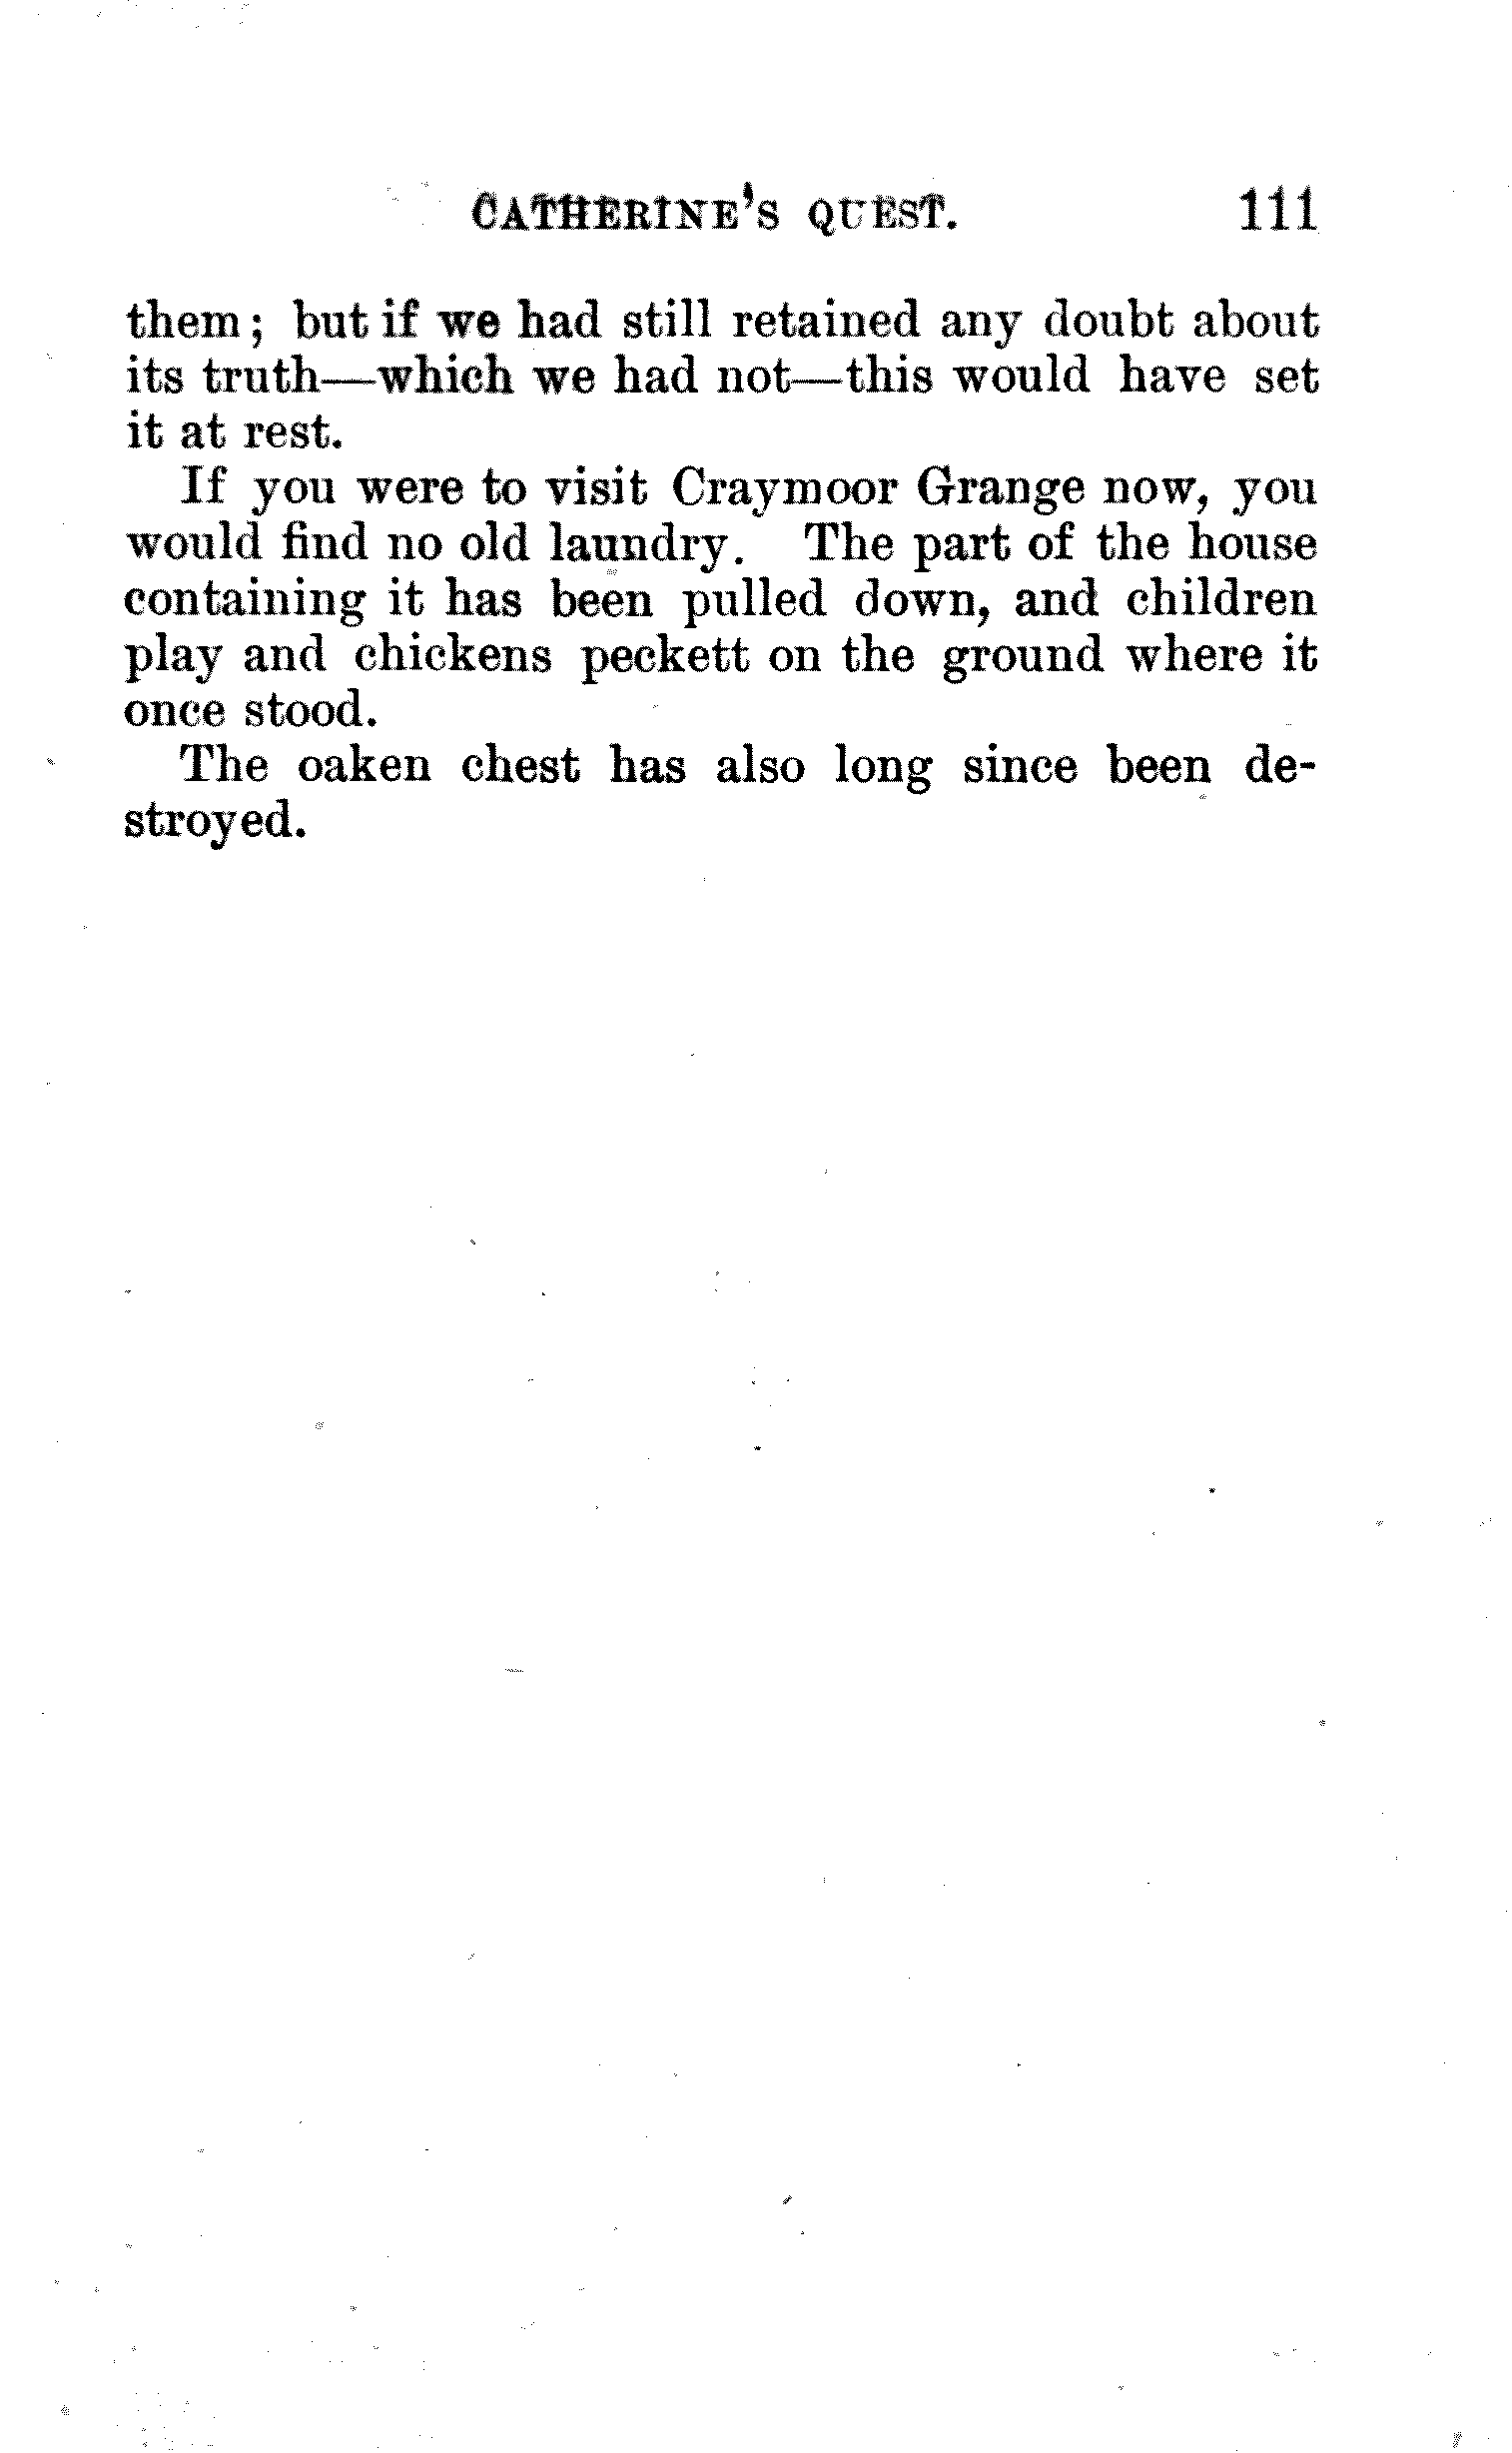 CATHERINE'S QUEST. 111
them; but if we had still retained any doubt about
its truth—which we had not—this would have set
it at rest.
If you were to visit Craymoor Grange now, you
would find no old laundry. The part of the house
containing it has been pulled down, and children
play and chickens peckett on the ground where it
once stood.
The oaken chest has also long since been de-
stroyed.